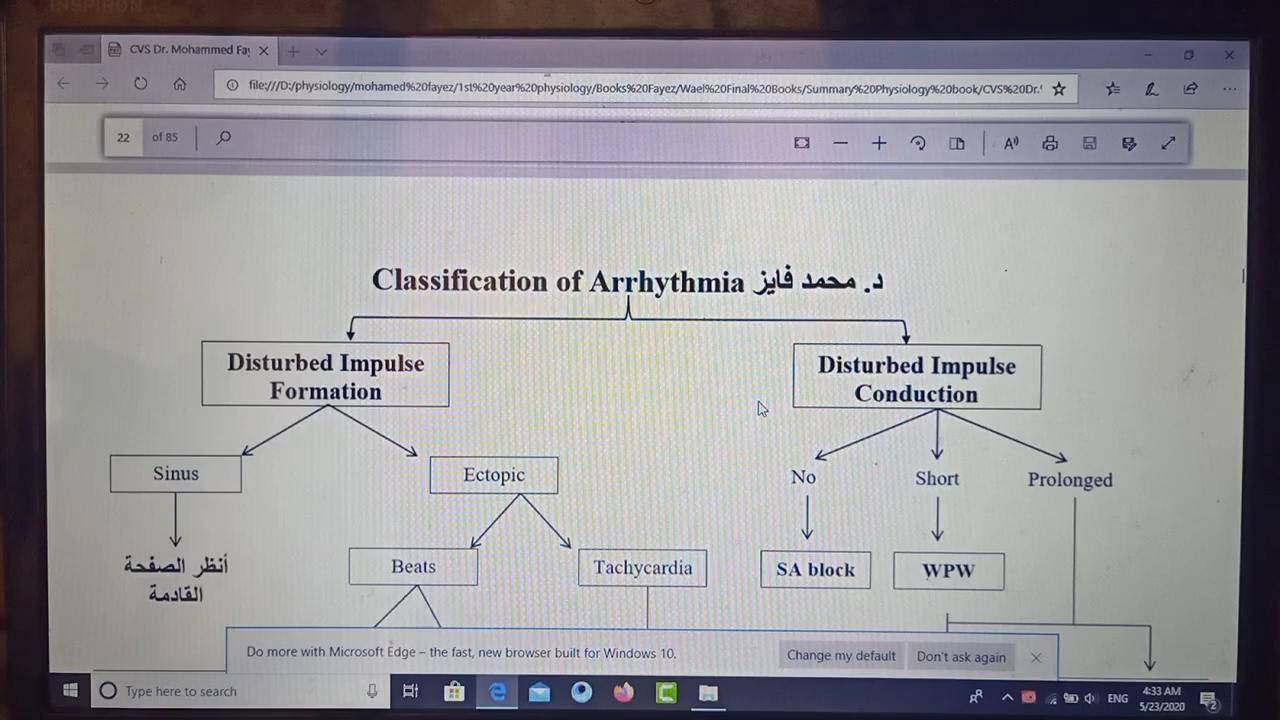 INSPIRON
CVS Dr. Mohammed Fa
file:///D:/physiology/mohamed%20fayez/1st%20year%20physiology/Books%20Fayez/Wael%20Final%20Books/Summary%20Physiology%20book/CVS%20Dr.
22 of 85
Classification of Arrhythmia د. محمد فايز
Disturbed Impulse
Formation
Disturbed Impulse
Conduction
Sinus
Ectopic
No
Short
Prolonged
أنظر الصفحة
القادمة
Beats
Tachycardia
SA block
WPW
Do more with Microsoft Edge – the fast, new browser built for Windows 10.
Change my default
Don't ask again
Type here to search
ENG
4:33 AM
5/23/2020
2